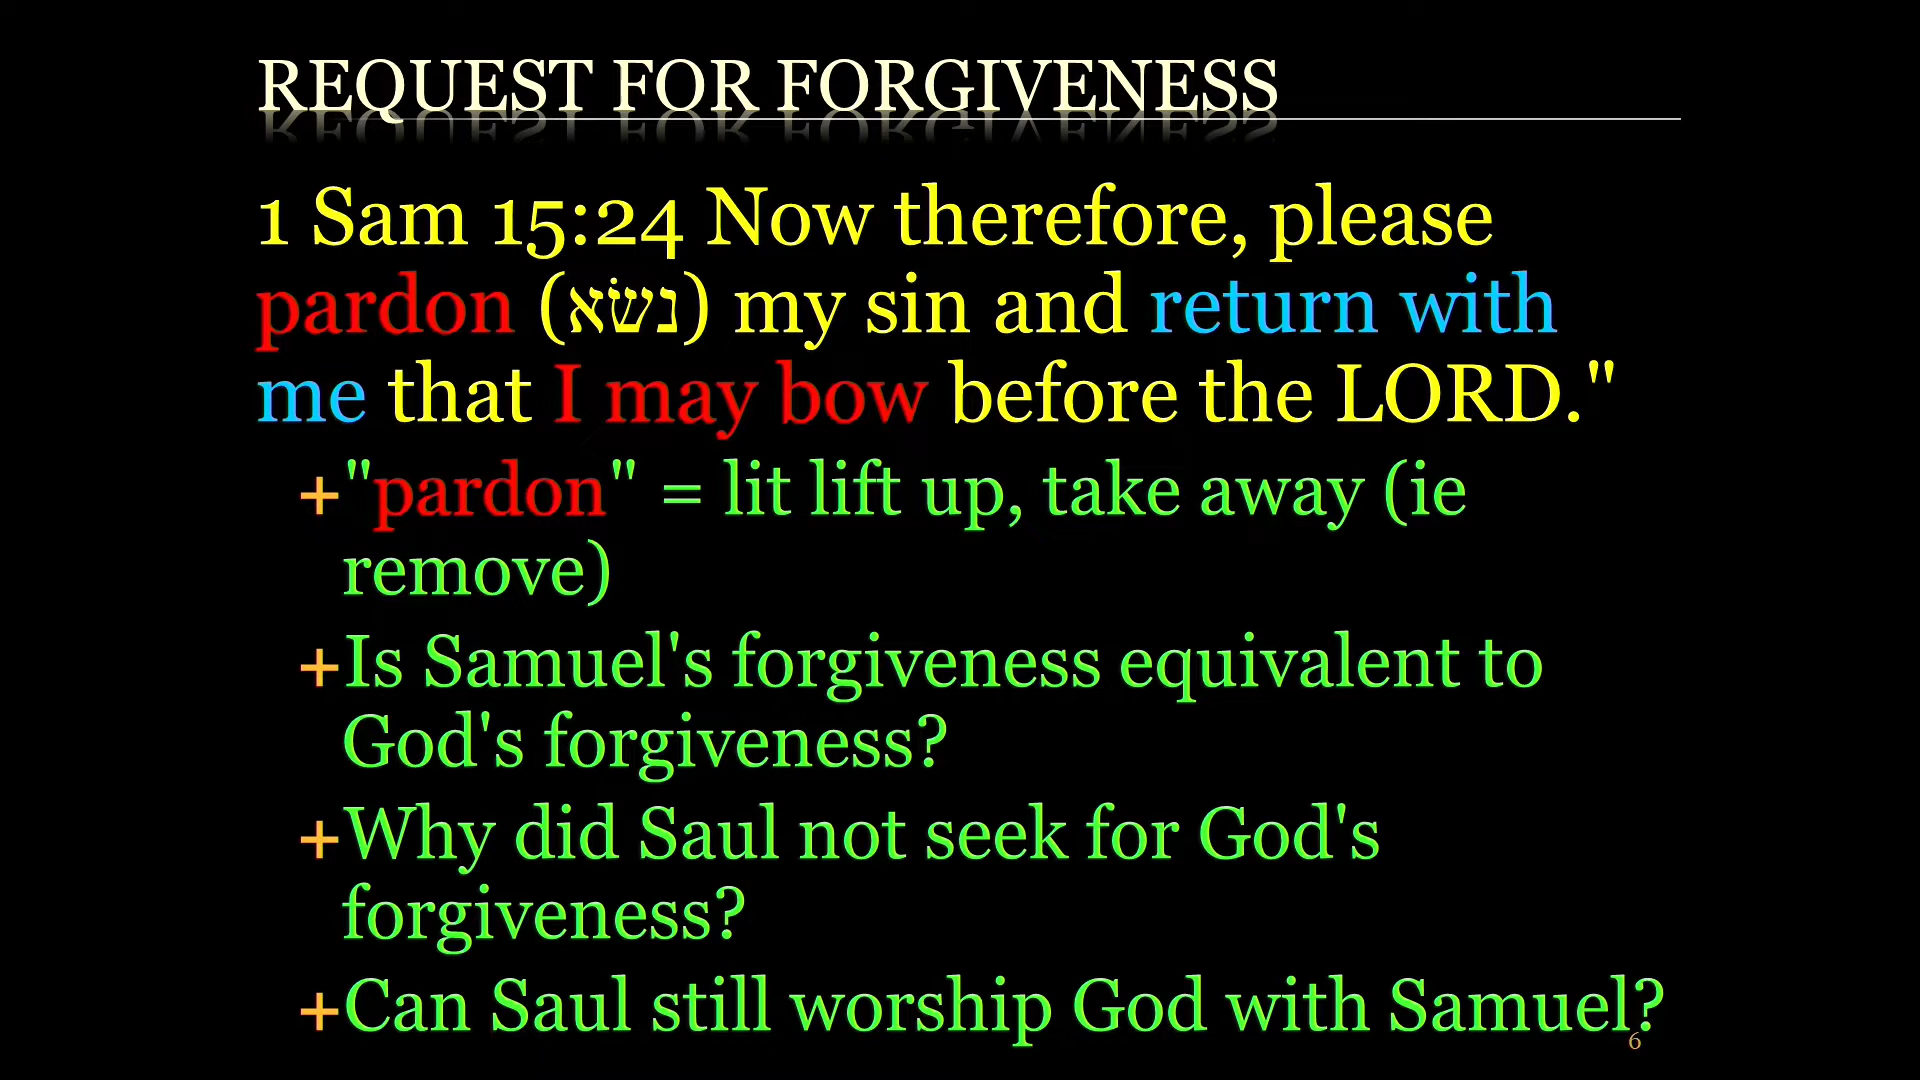 REQUEST FOR FORGIVENESS
1 Sam 15:24 Now therefore, please
pardon (נשׂא) my sin and return with
me that I may bow before the LORD."
+"pardon" = lit lift up, take away (ie
remove)
+Is Samuel's forgiveness equivalent to
God's forgiveness?
+Why did Saul not seek for God's
forgiveness?
+Can Saul still worship God with Samuel?
6